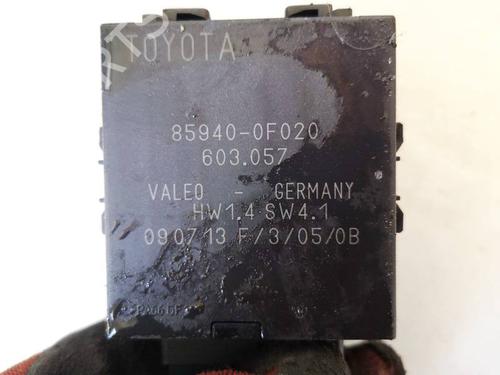 TOYOTA
85940-0F020
603.057
VALEO - GERMANY
HW1.4 SW4.1
090713 F/3/05/0B